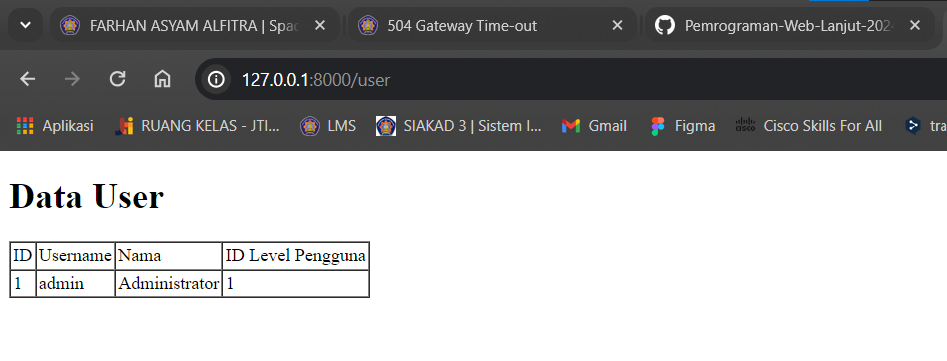 FARHAN ASYAM ALFITRA | Spac
504 Gateway Time-out
Pemrograman-Web-Lanjut-202
127.0.0.1:8000/user
Aplikasi
RUANG KELAS - JTI...
LMS
SIAKAD 3 | Sistem I...
Gmail
Figma
Cisco Skills For All
tra
Data User
ID Username Nama ID Level Pengguna
1 admin Administrator 1